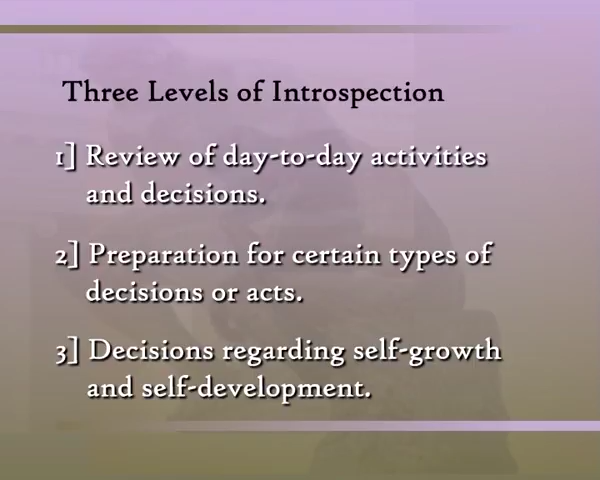 Three Levels of Introspection
1] Review of day-to-day activities
and decisions.
2] Preparation for certain types of
decisions or acts.
3] Decisions regarding self-growth
and self-development.